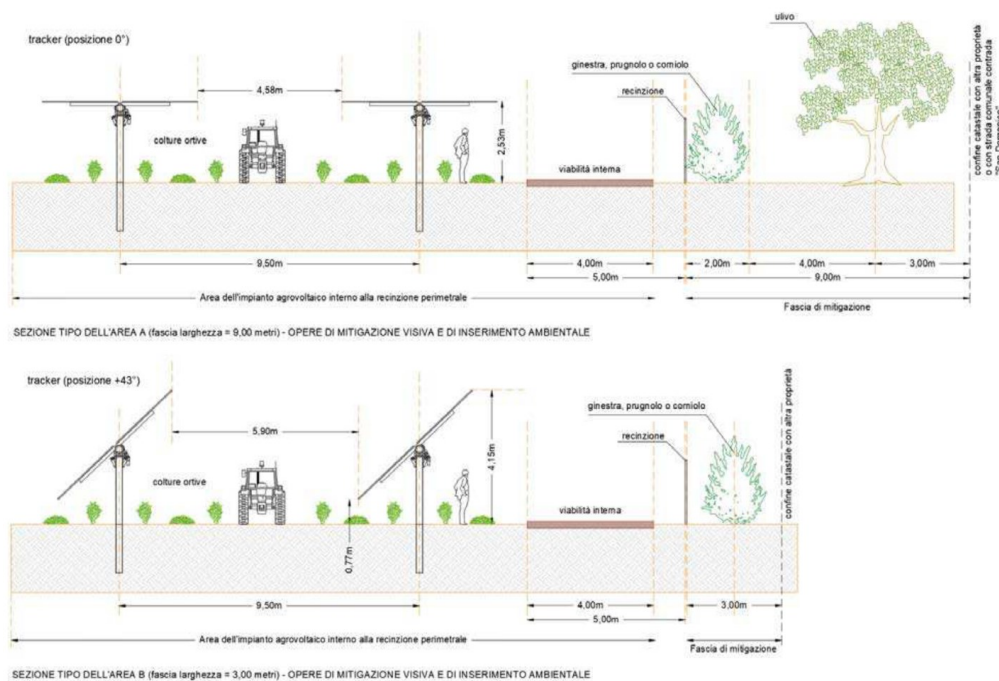 ulivo
tracker (posizione 0°)
ginestra, prugnolo o corniolo
recinzione
4,58m
colture ortive
2,53m
viabilità interna
confine catastale con altra proprietà
o con strada comunale contrada
9,50m
4,00m
2,00m
4,00m
3,00m
5,00m
9,00m
Area dell'impianto agrovoltaico interno alla recinzione perimetrale
Fascia di mitigazione
SEZIONE TIPO DELL'AREA A (fascia larghezza = 9,00 metri) - OPERE DI MITIGAZIONE VISIVA E DI INSERIMENTO AMBIENTALE
tracker (posizione +43°)
ginestra, prugnolo o corniolo
recinzione
5,90m
4,15m
colture ortive
viabilità interna
confine catastale con altra proprietà
0,77m
9,50m
4,00m
3,00m
5,00m
Area dell'impianto agrovoltaico interno alla recinzione perimetrale
Fascia di mitigazione
SEZIONE TIPO DELL'AREA B (fascia larghezza = 3,00 metri) - OPERE DI MITIGAZIONE VISIVA E DI INSERIMENTO AMBIENTALE